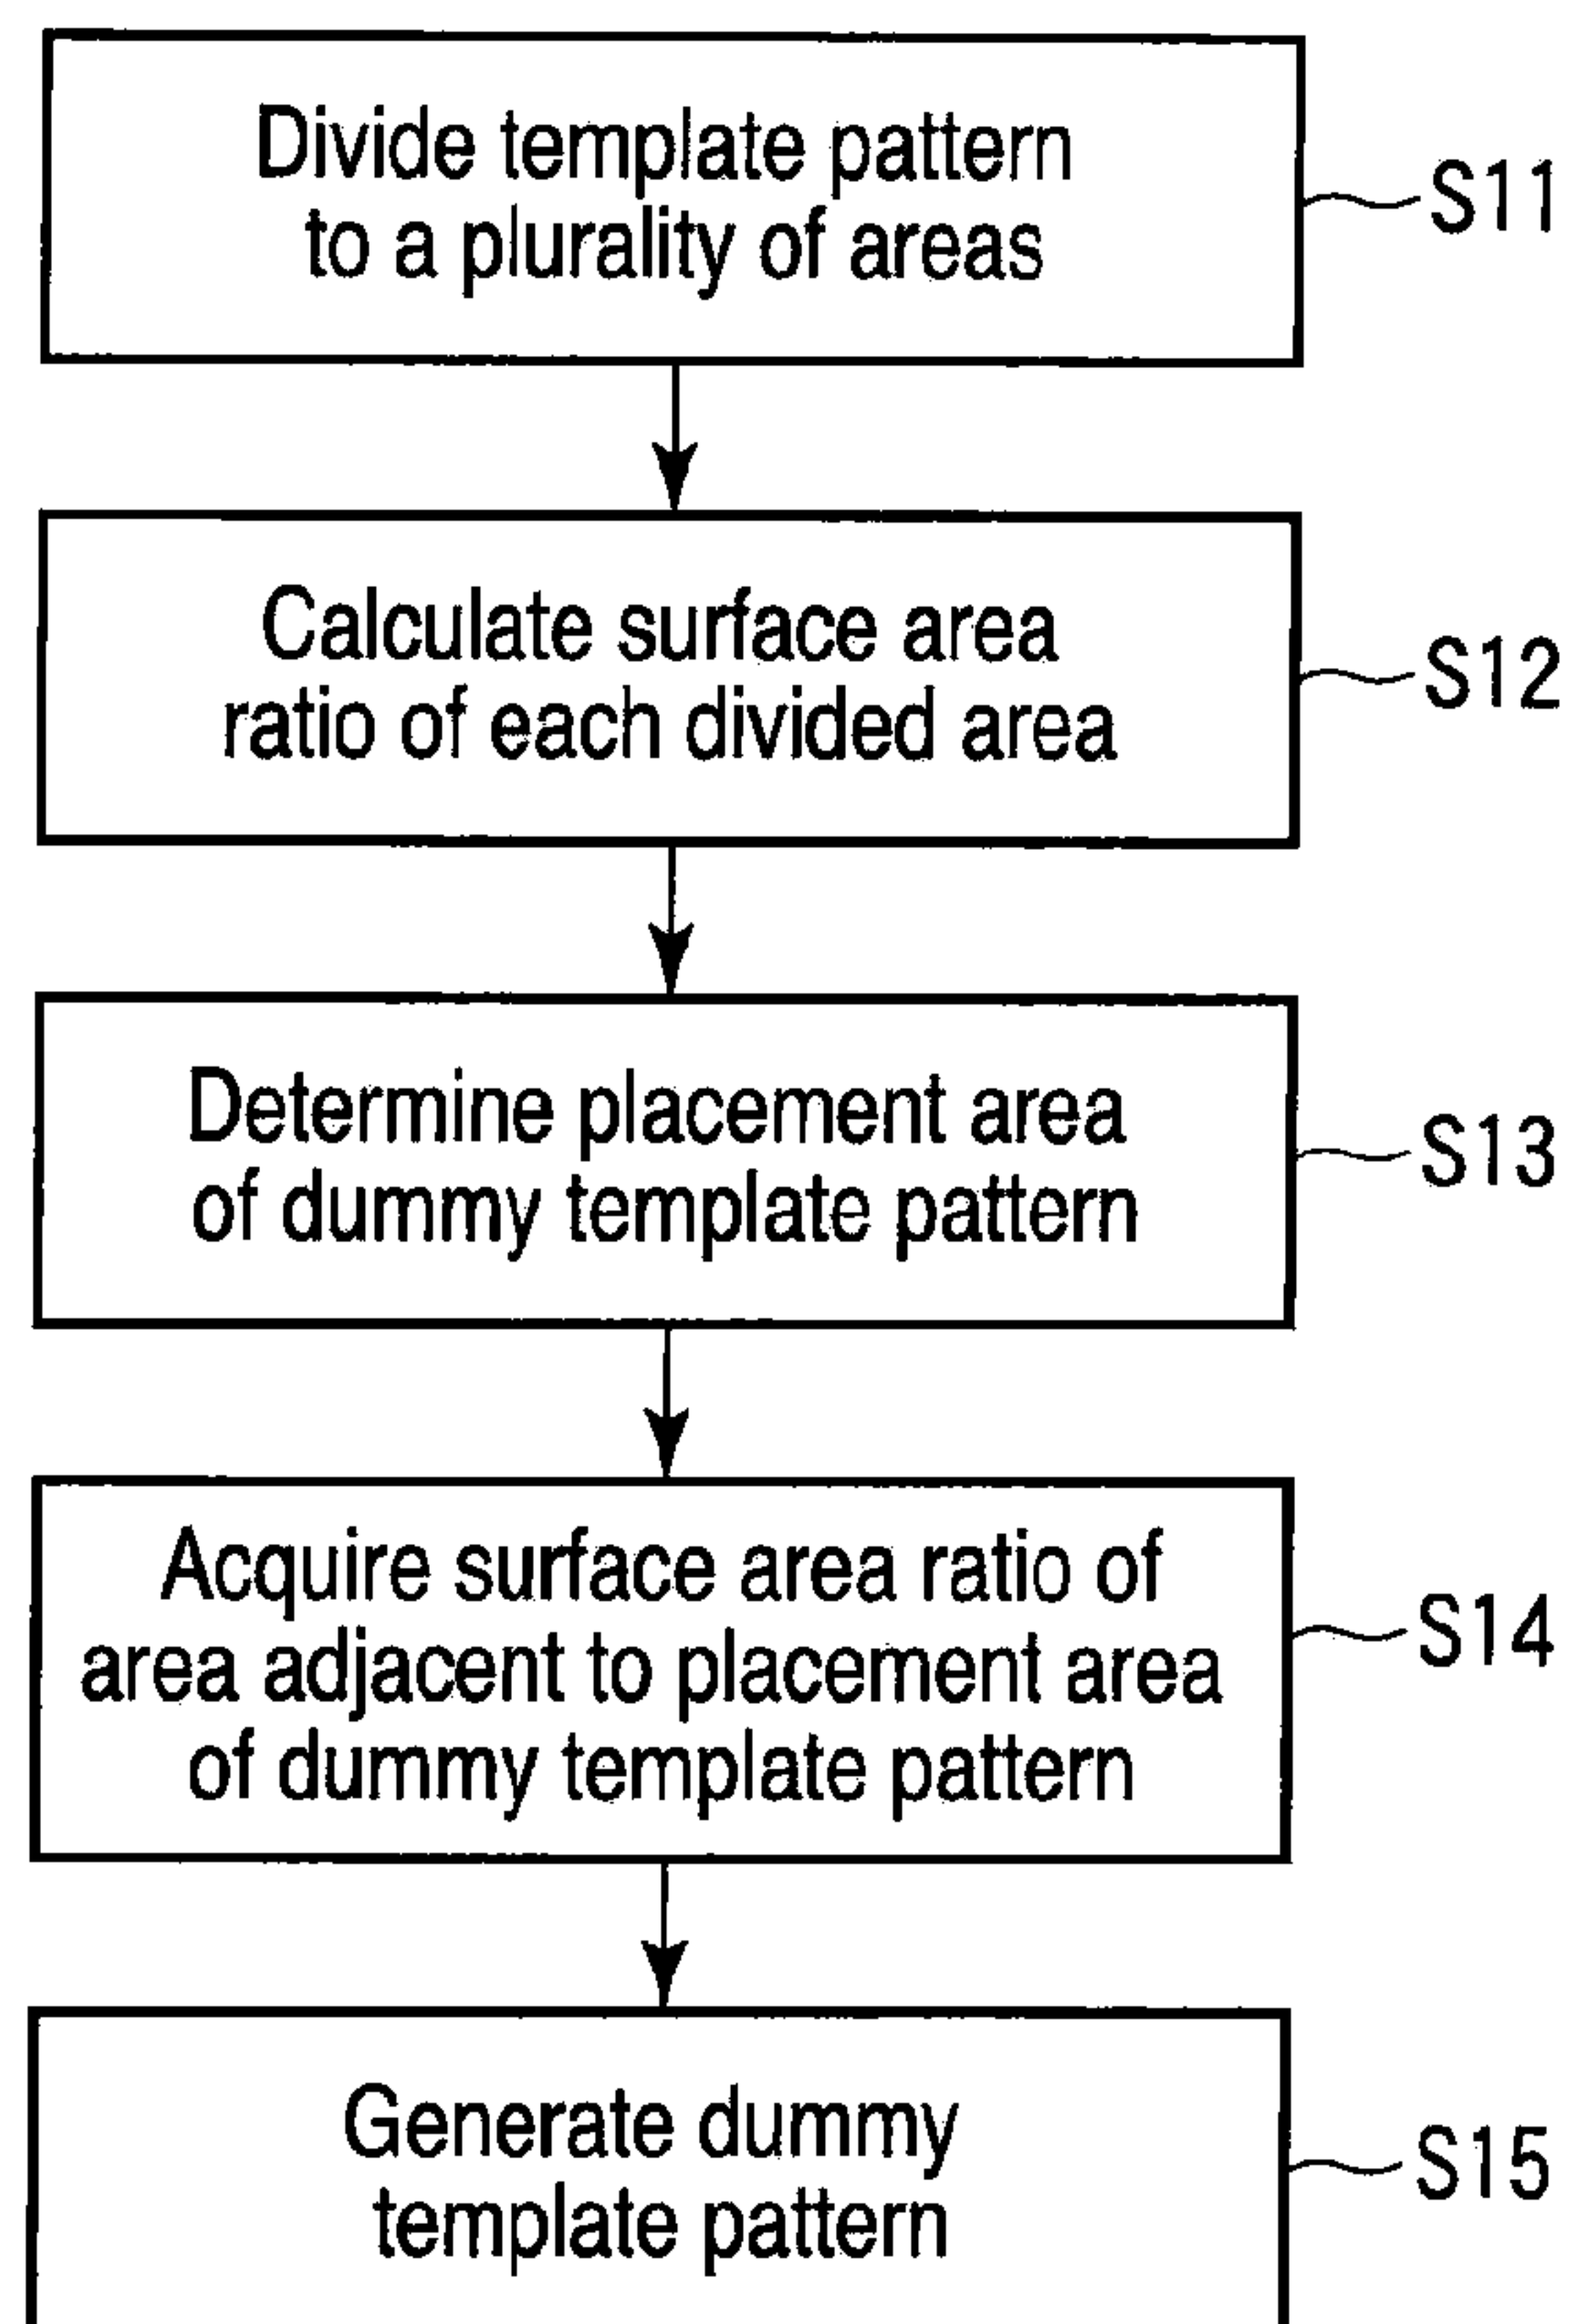 Divide template pattern
to a plurality of areas
S11
Calculate surface area
ratio of each divided area
S12
Determine placement area
of dummy template pattern
S13
Acquire surface area ratio of
area adjacent to placement area
of dummy template pattern
S14
Generate dummy
template pattern
S15